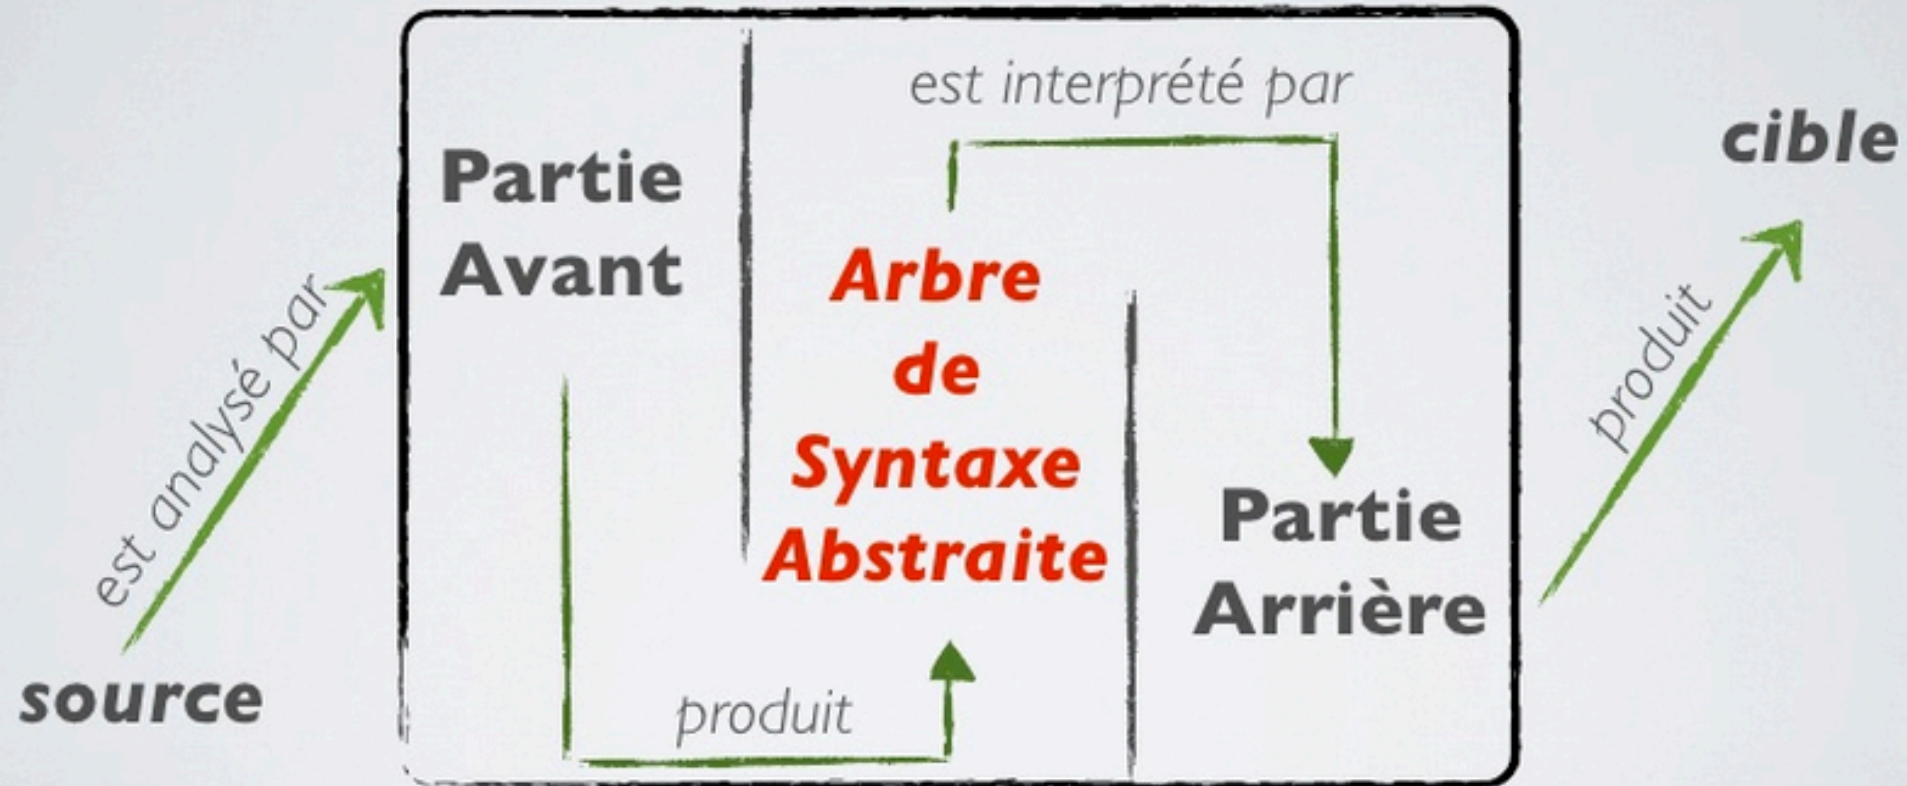 source
est analysé par
Partie
Avant
produit
Arbre
de
Syntaxe
Abstraite
est interprété par
Partie
Arrière
produit
cible